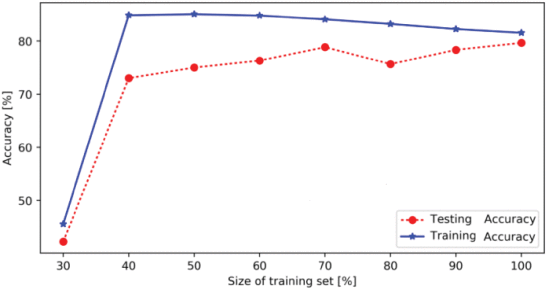 80
70
60
50
Accuracy [%]
Testing Accuracy
Training Accuracy
30 40 50 60 70 80 90 100
Size of training set [%]